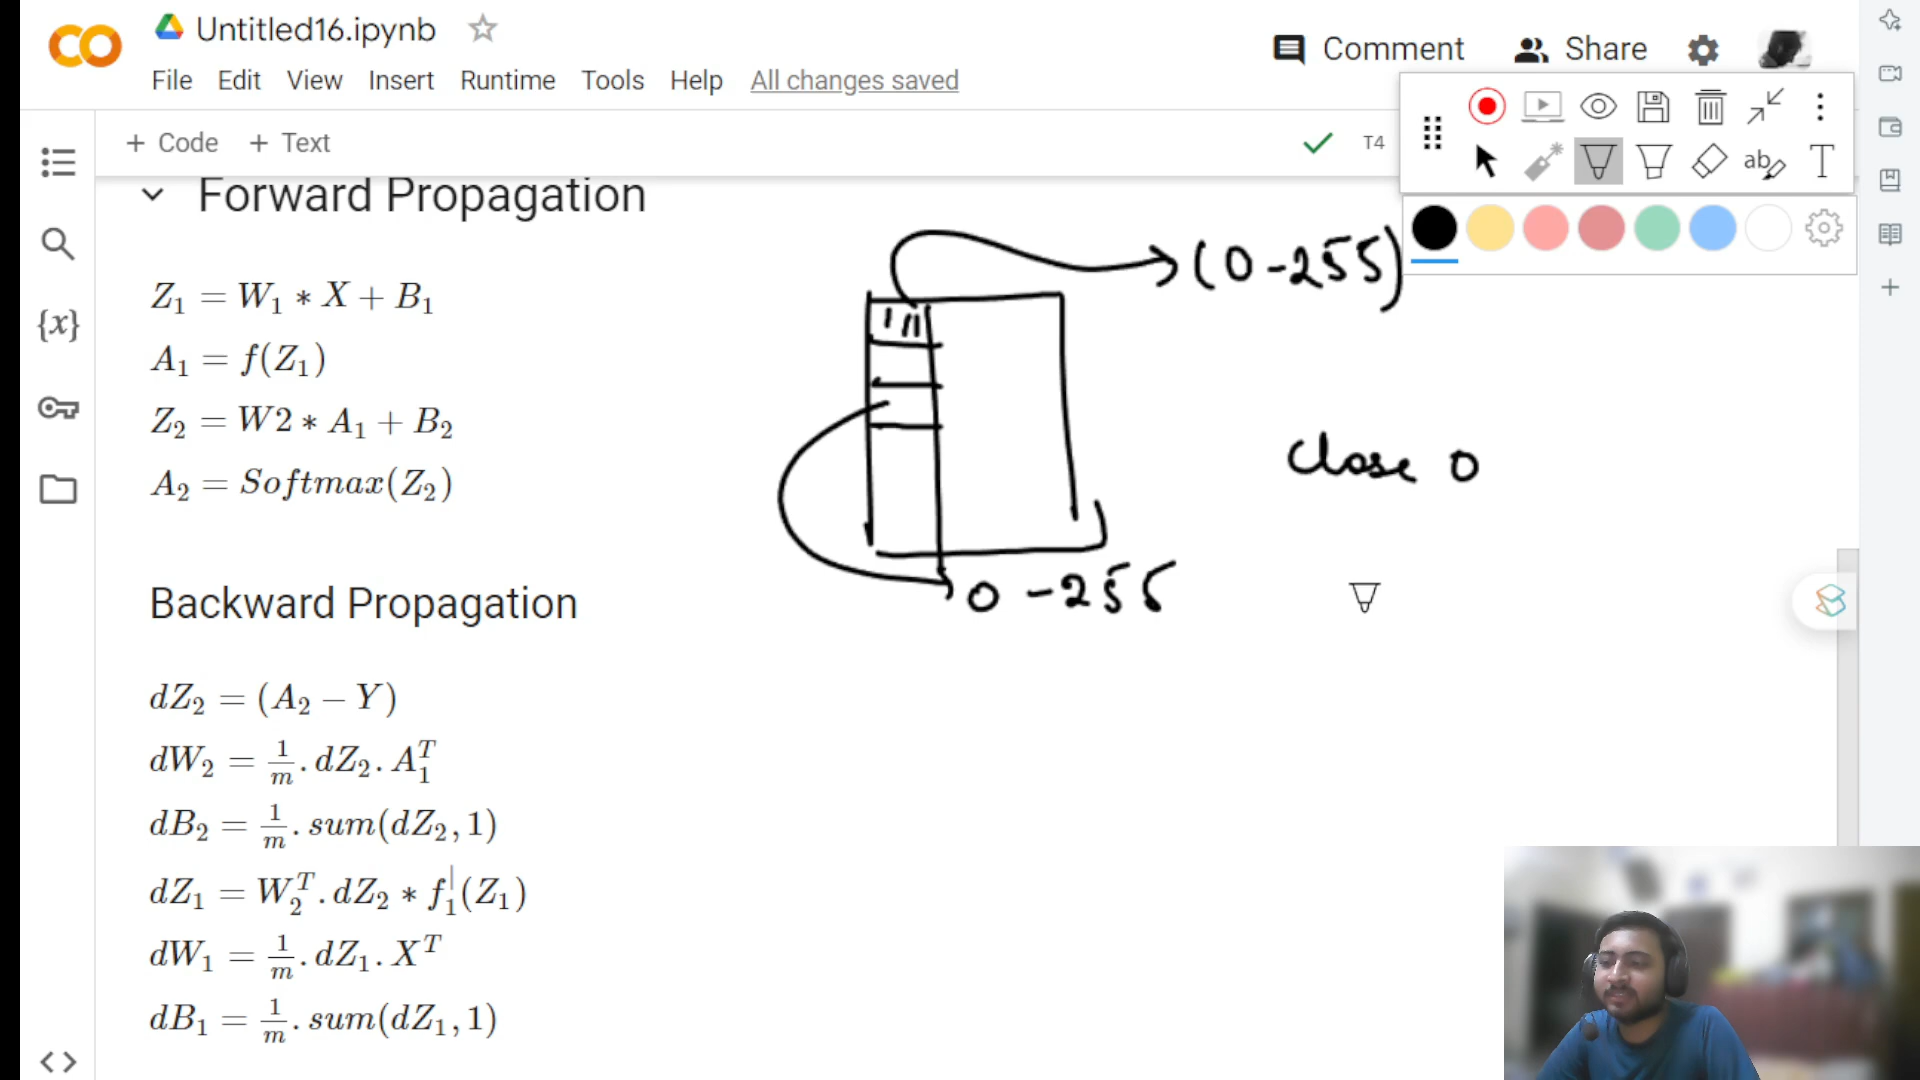 Untitled16.ipynb
File Edit View Insert Runtime Tools Help All changes saved
Comment Share
+ Code + Text
T4
Forward Propagation
Z₁ = W₁ * X + B₁
A₁ = f(Z₁)
Z₂ = W2 * A₁ + B₂
A₂ = Softmax(Z₂)
(0-255)
close 0
0-255
Backward Propagation
dZ₂ = (A₂ − Y)
dW₂ = 1/m . dZ₂. A₁ᵀ
dB₂ = 1/m . sum(dZ₂, 1)
dZ₁ = W₂ᵀ. dZ₂ * f₁|(Z₁)
dW₁ = 1/m . dZ₁. Xᵀ
dB₁ = 1/m . sum(dZ₁, 1)